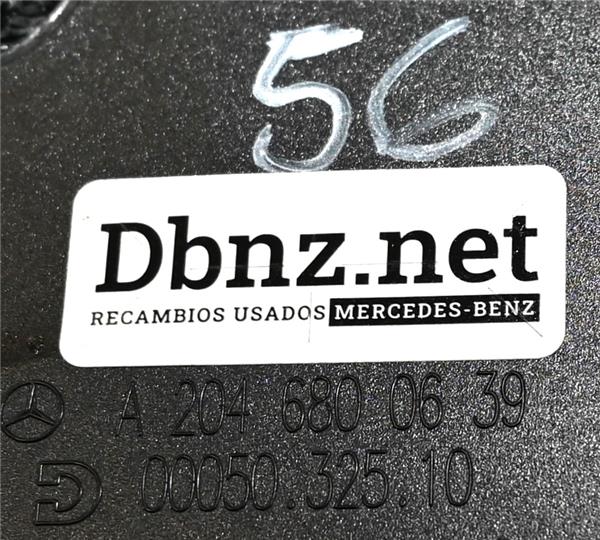 56
Dbnz.net
RECAMBIOS USADOS MERCEDES-BENZ
A 204 680 06 39
00050.325.10